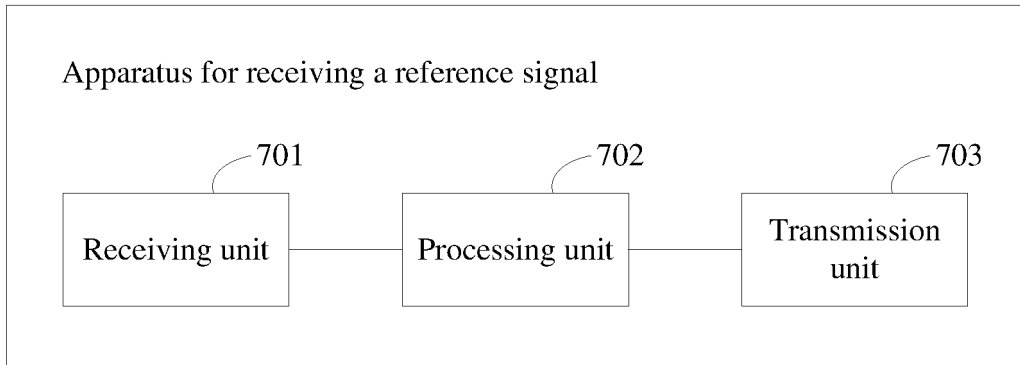 Apparatus for receiving a reference signal
701
702
703
Receiving unit
Processing unit
Transmission
unit